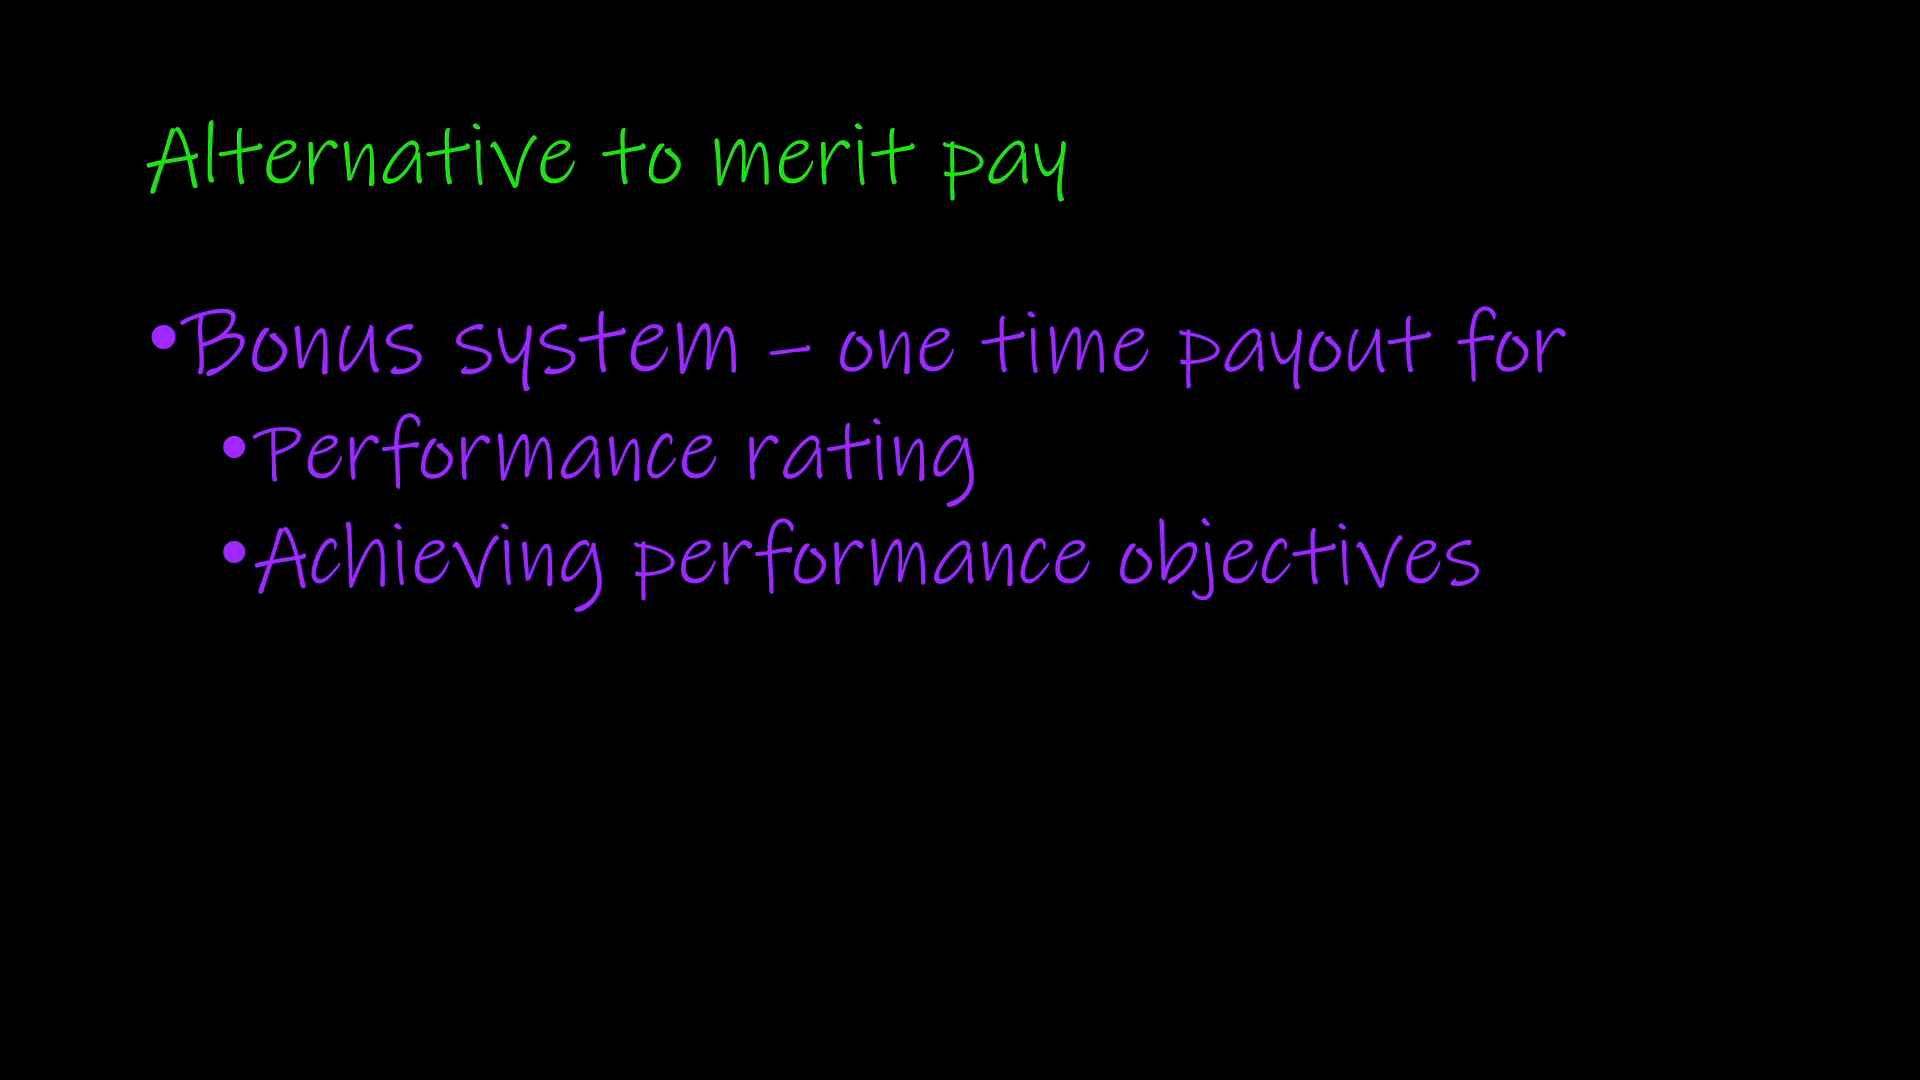 Alternative to merit pay
•Bonus system – one time payout for
•Performance rating
•Achieving performance objectives